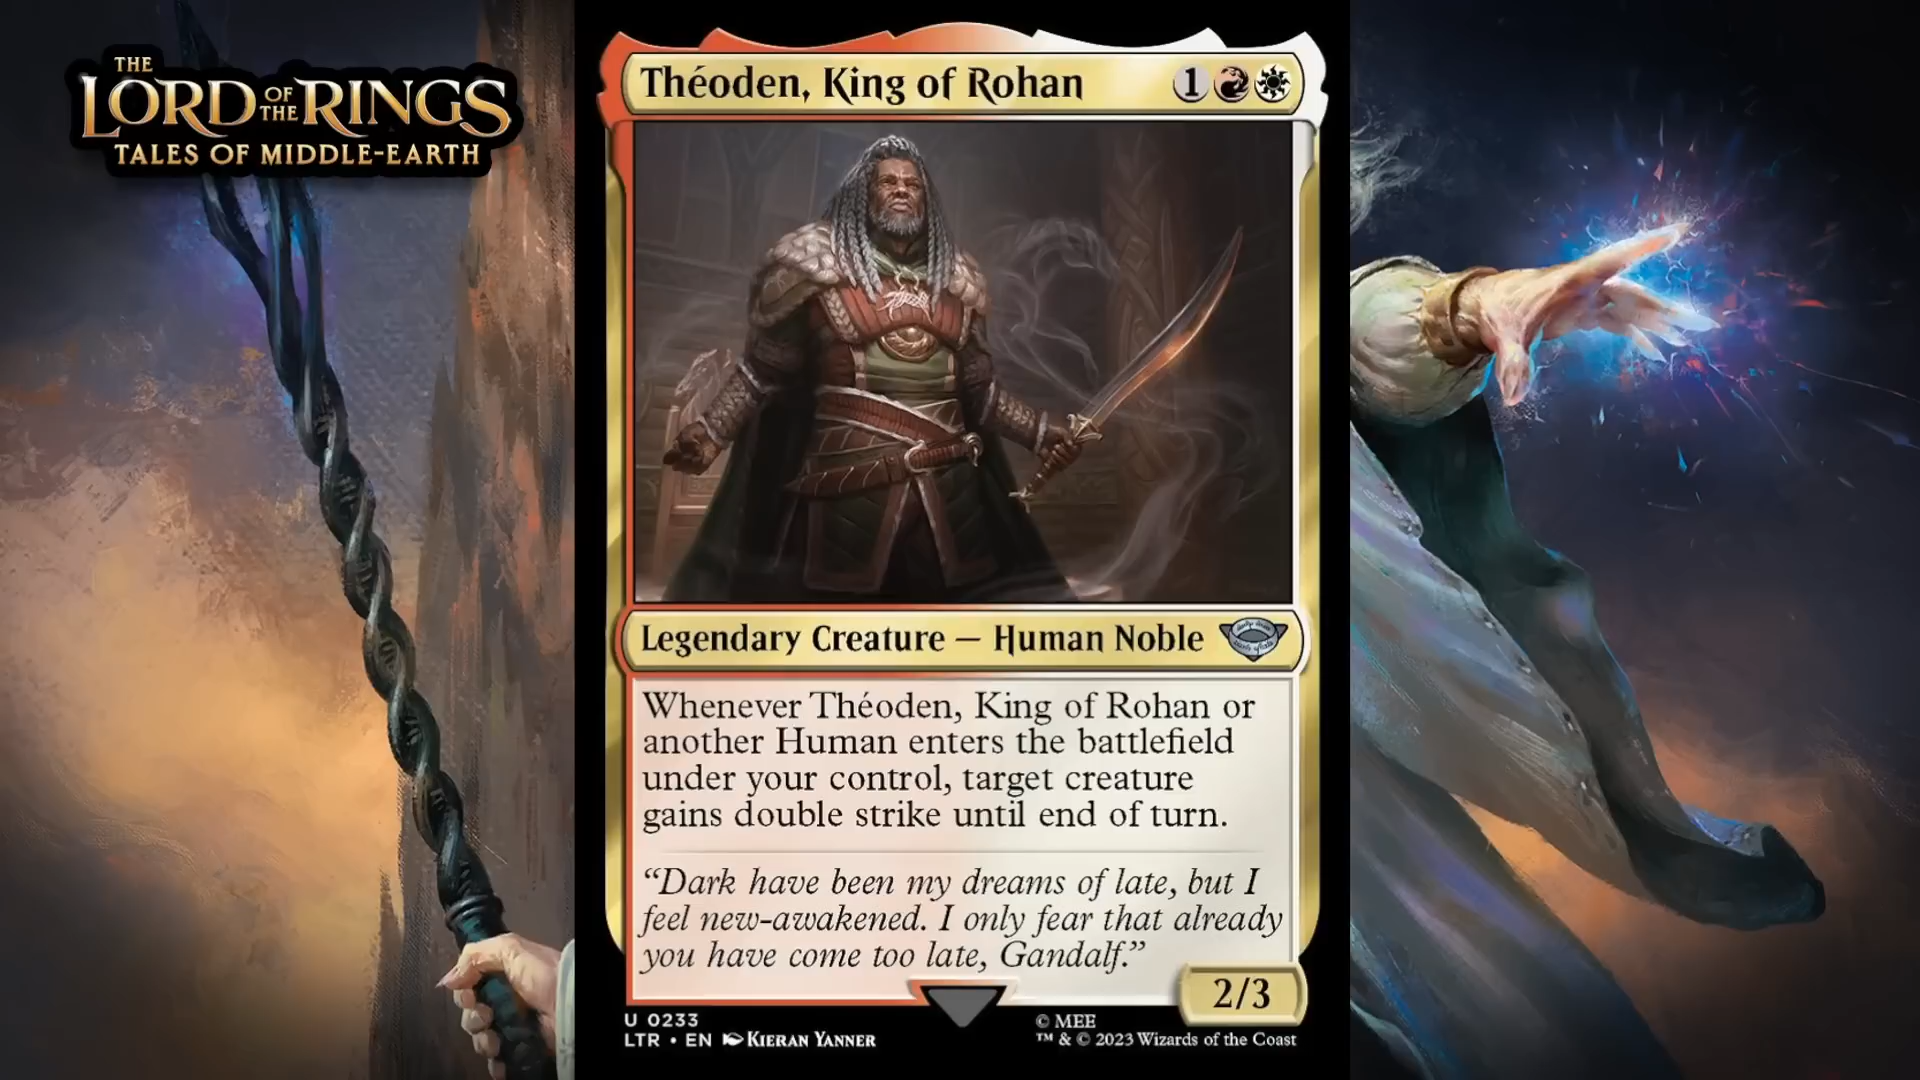 THE
LORD OF THE RINGS
TALES OF MIDDLE-EARTH
Théoden, King of Rohan 1
Legendary Creature — Human Noble
Whenever Théoden, King of Rohan or
another Human enters the battlefield
under your control, target creature
gains double strike until end of turn.
“Dark have been my dreams of late, but I
feel new-awakened. I only fear that already
you have come too late, Gandalf.”
2/3
U 0233
LTR • EN KIERAN YANNER
© MEE
™ & © 2023 Wizards of the Coast